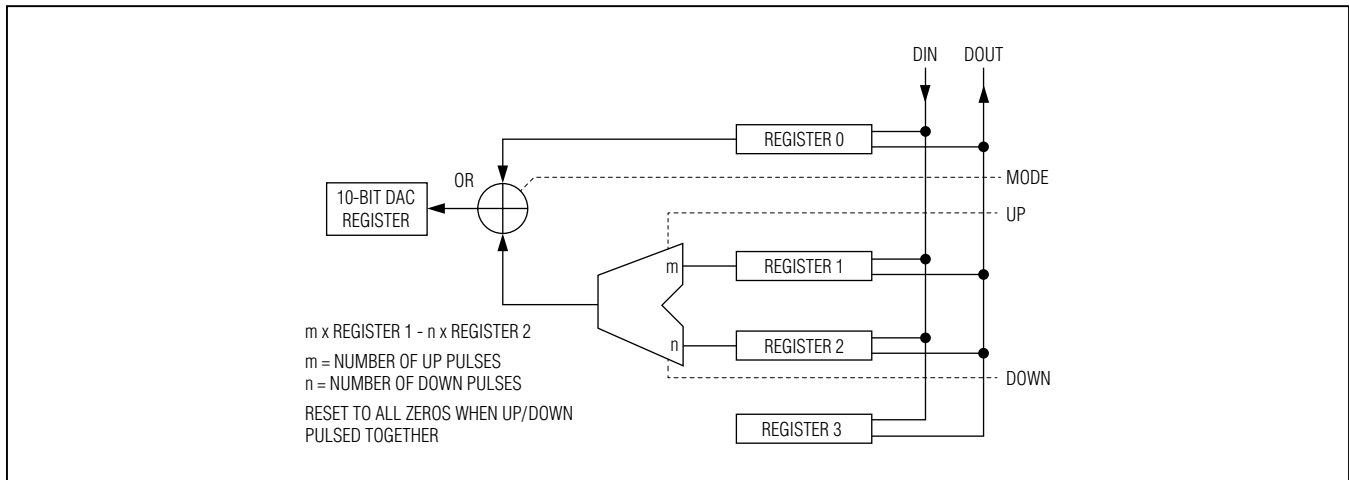 DIN DOUT
REGISTER 0
MODE
OR
10-BIT DAC
REGISTER
UP
m
REGISTER 1
m x REGISTER 1 - n x REGISTER 2
n
REGISTER 2
m = NUMBER OF UP PULSES
n = NUMBER OF DOWN PULSES
DOWN
RESET TO ALL ZEROS WHEN UP/DOWN
PULSED TOGETHER
REGISTER 3